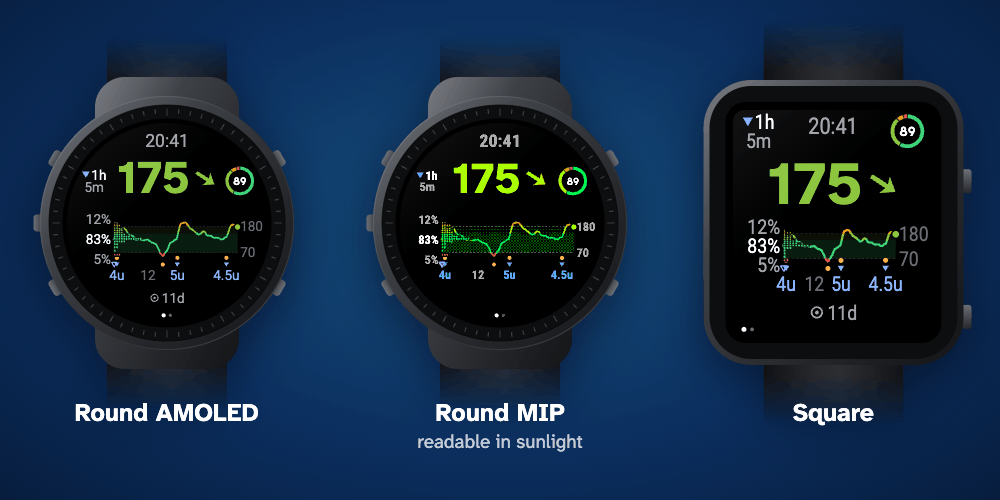 20:41
1h
5m
175
89
12%
83%
5%
180
70
4u
12
5u
4.5u
11d
20:41
1h
5m
175
89
12%
83%
5%
180
70
4u
12
5u
4.5u
1h
5m
20:41
89
175
12%
83%
5%
180
70
4u
12
5u
4.5u
11d
Round AMOLED
Round MIP
Square
readable in sunlight